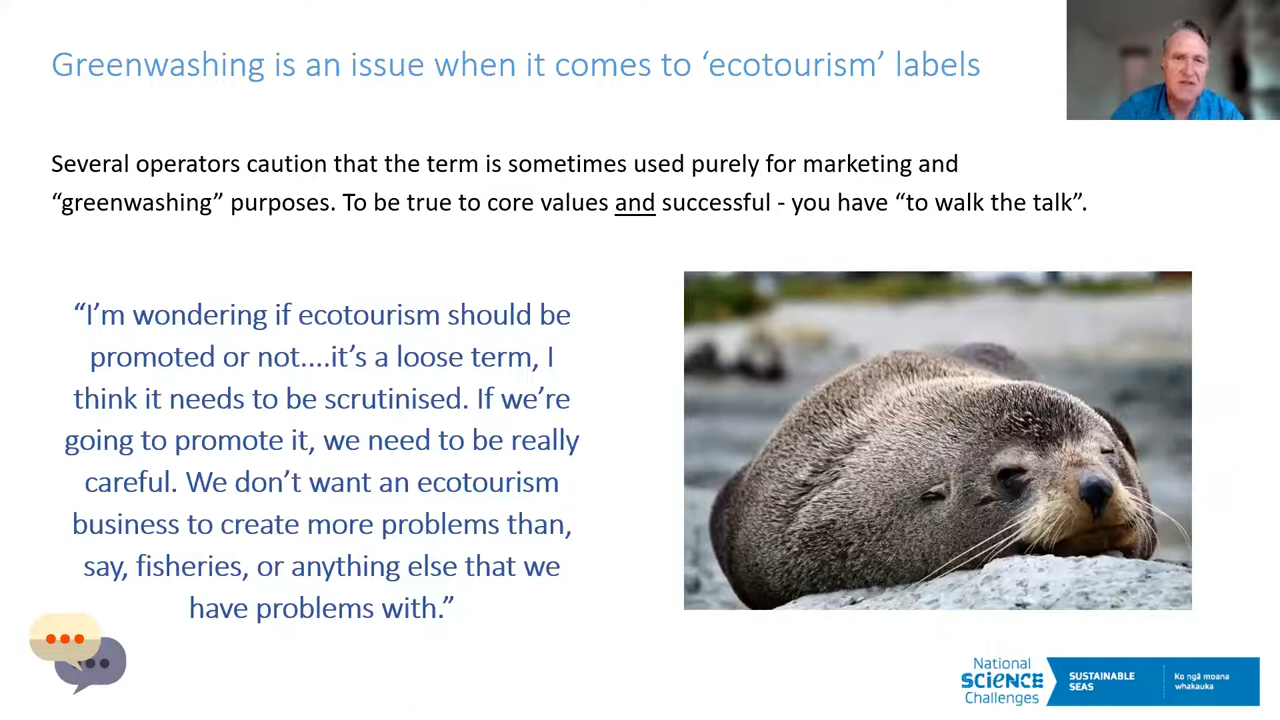 Greenwashing is an issue when it comes to ‘ecotourism’ labels
Several operators caution that the term is sometimes used purely for marketing and
“greenwashing” purposes. To be true to core values and successful - you have “to walk the talk”.
“I’m wondering if ecotourism should be
promoted or not....it’s a loose term, I
think it needs to be scrutinised. If we’re
going to promote it, we need to be really
careful. We don’t want an ecotourism
business to create more problems than,
say, fisheries, or anything else that we
have problems with.”
National
SCIENCE
Challenges
SUSTAINABLE
SEAS
Ko ngā moana
whakauka